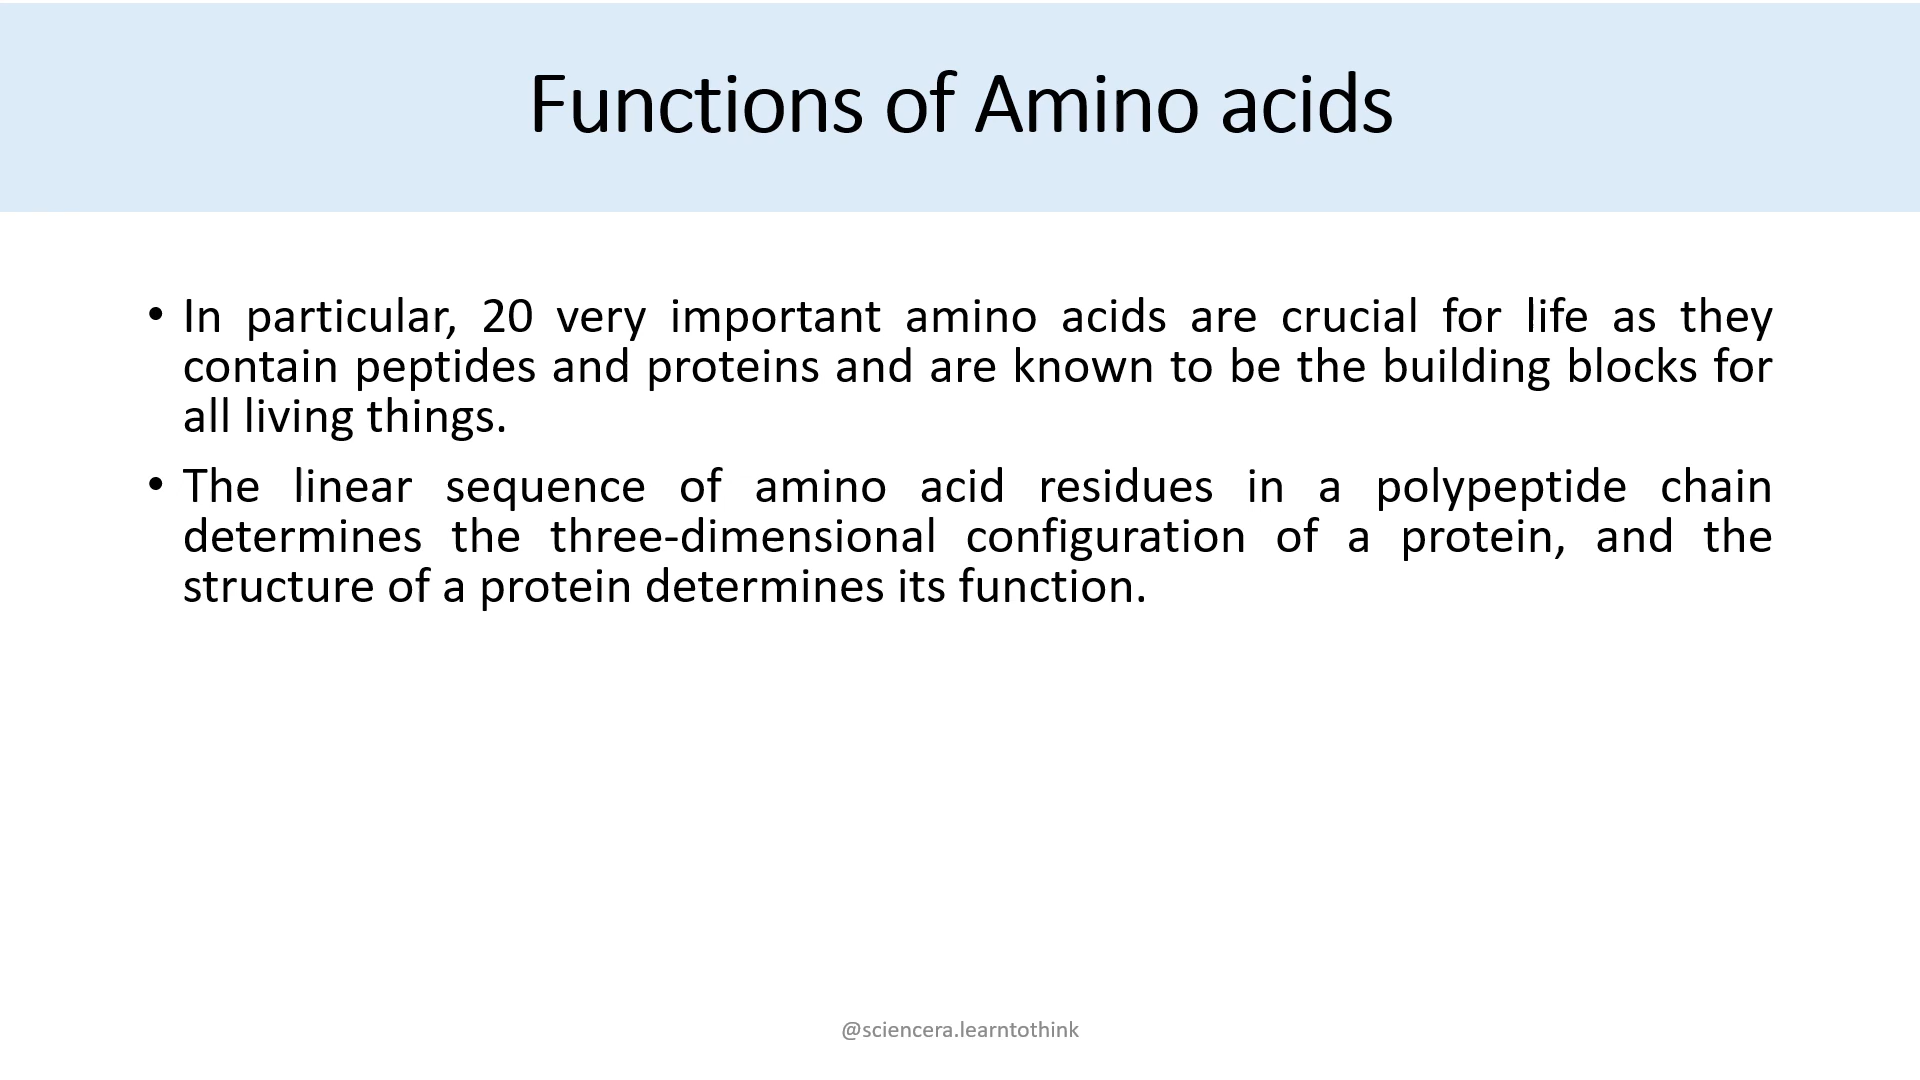 Functions of Amino acids
• In particular, 20 very important amino acids are crucial for life as they
contain peptides and proteins and are known to be the building blocks for
all living things.
• The linear sequence of amino acid residues in a polypeptide chain
determines the three-dimensional configuration of a protein, and the
structure of a protein determines its function.
@sciencera.learntothink